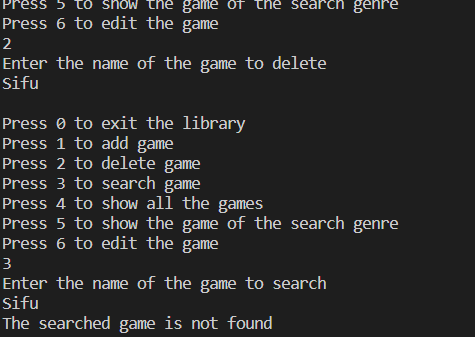 Press 5 to show the game of the search genre
Press 6 to edit the game
2
Enter the name of the game to delete
Sifu
Press 0 to exit the library
Press 1 to add game
Press 2 to delete game
Press 3 to search game
Press 4 to show all the games
Press 5 to show the game of the search genre
Press 6 to edit the game
3
Enter the name of the game to search
Sifu
The searched game is not found